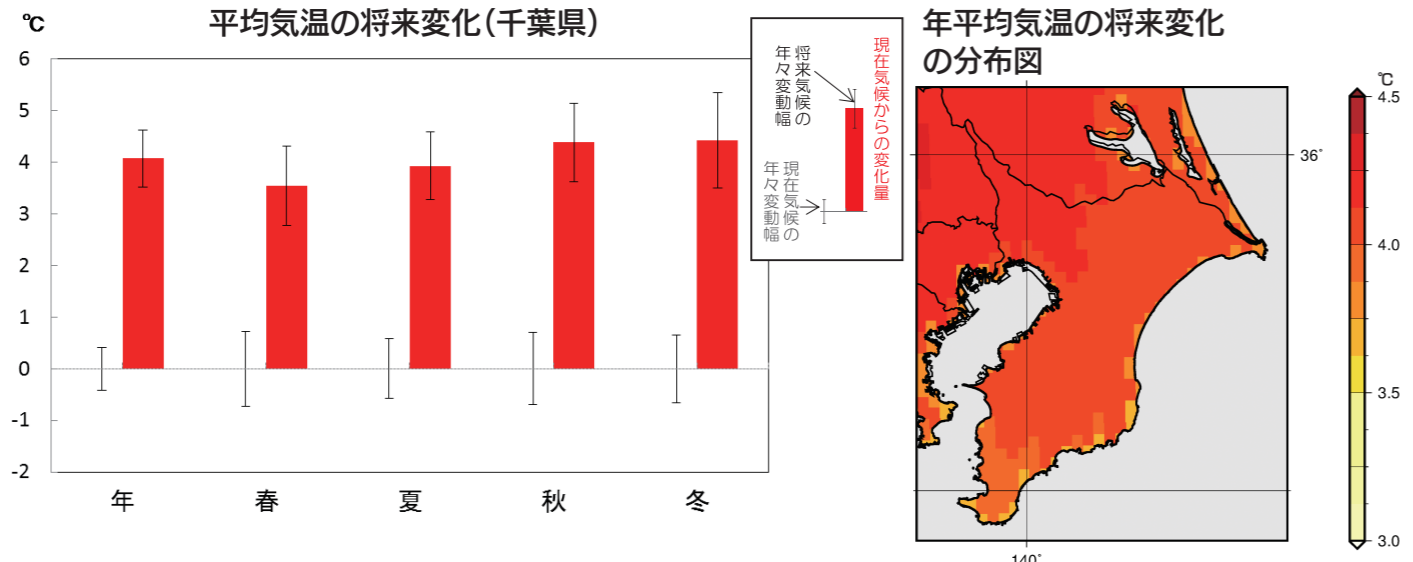 ℃
平均気温の将来変化(千葉県)
6
5
4
3
2
1
0
-1
-2
年
春
夏
秋
冬
現在気候からの変化量
将来気候の
年々変動幅
現在気候の
年々変動幅
年平均気温の将来変化
の分布図
36°
140°
℃
4.5
4.0
3.5
3.0